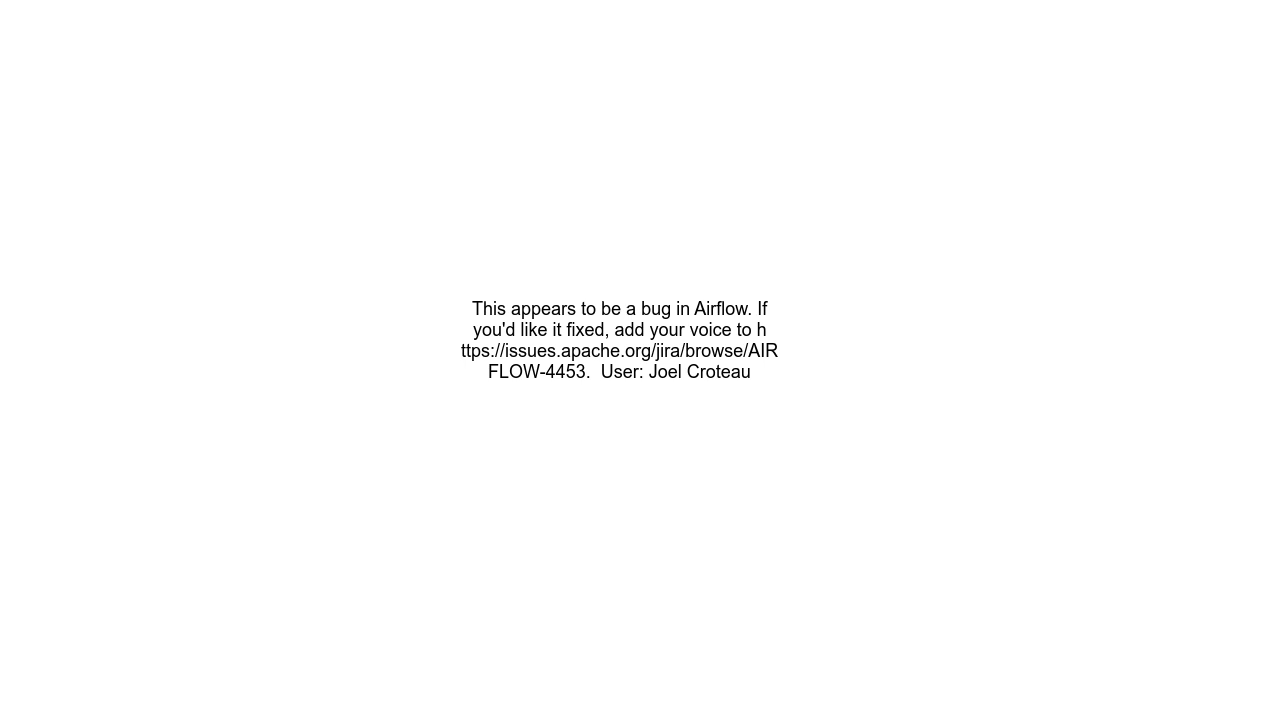 This appears to be a bug in Airflow. If
you'd like it fixed, add your voice to h
ttps://issues.apache.org/jira/browse/AIR
FLOW-4453.  User: Joel Croteau